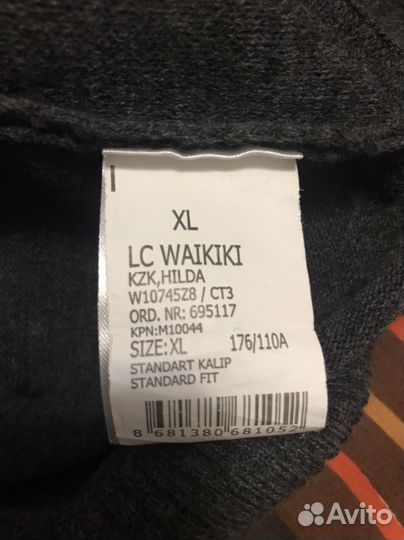 XL
LC WAIKIKI
KZK,HILDA
W10745Z8 / CT3
ORD. NR: 695117
KPN:M10044
SIZE:XL 176/110A
STANDART KALIP
STANDARD FIT
8 681380 681052
Avito